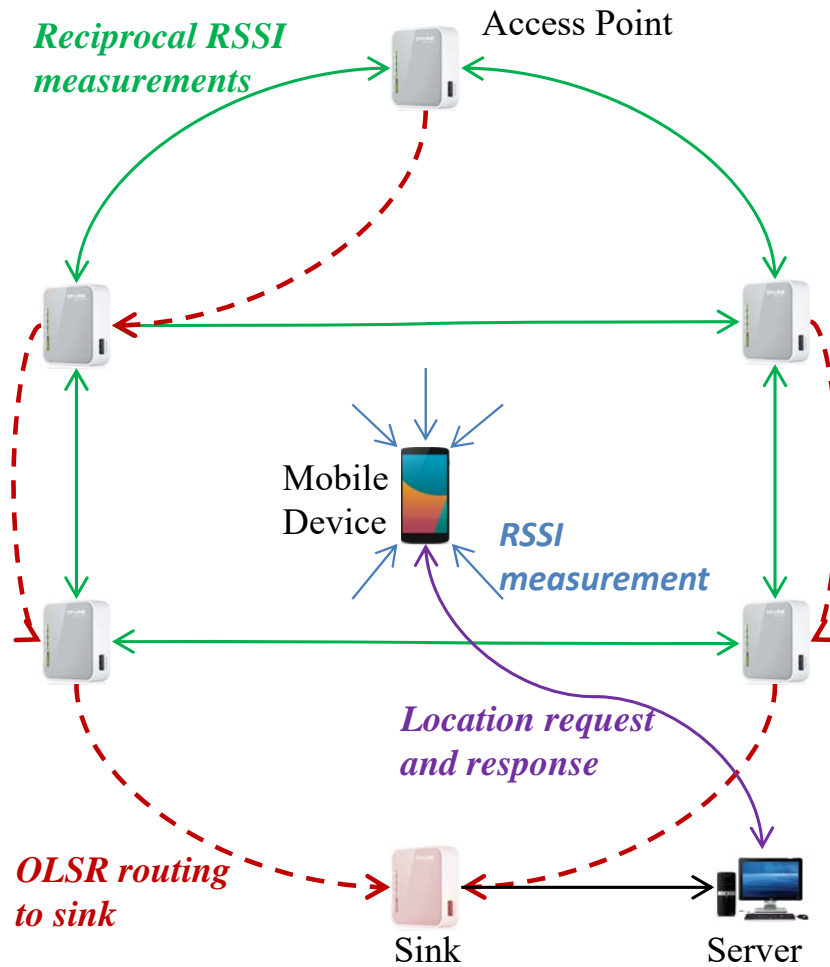 Reciprocal RSSI
measurements
Access Point
Mobile
Device
RSSI
measurement
Location request
and response
OLSR routing
to sink
Sink
Server